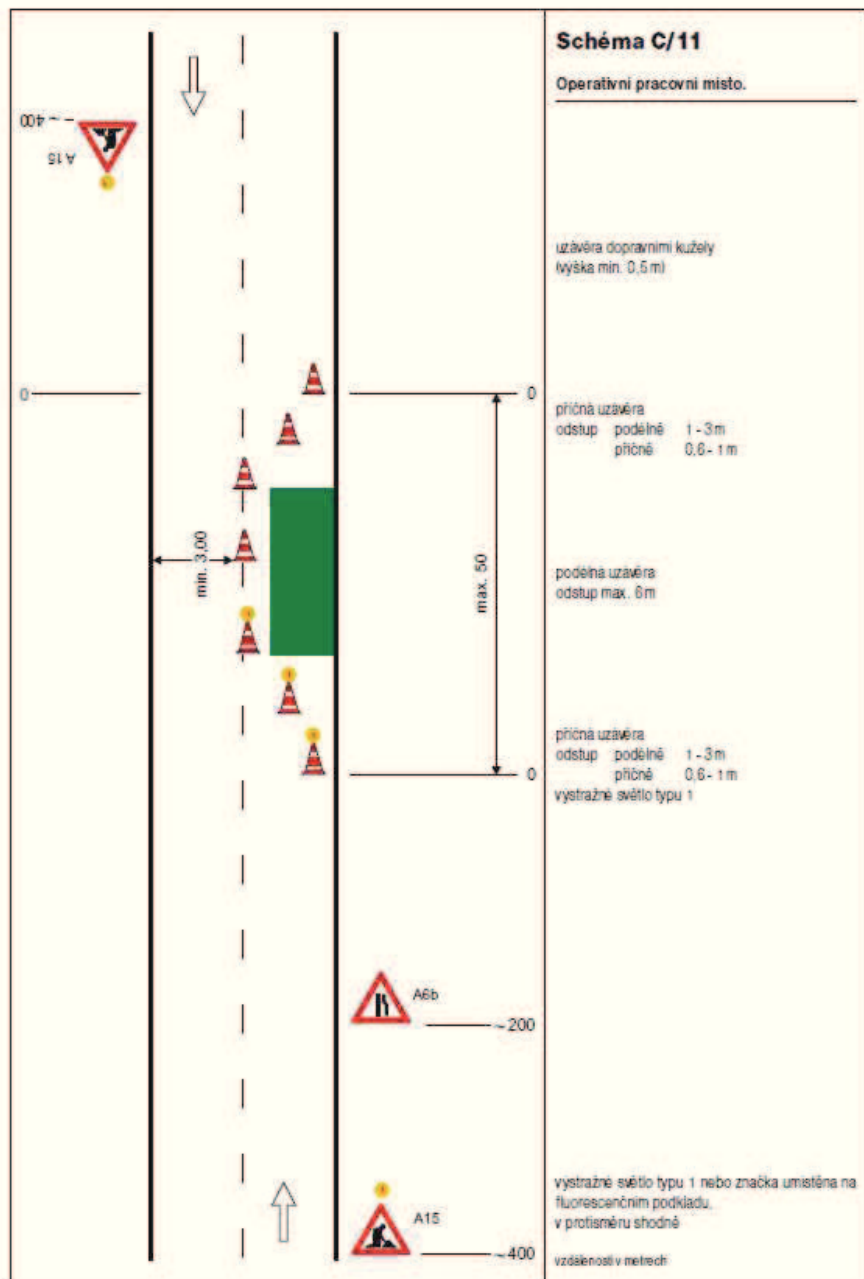 Schéma C/11
Operativní pracovní místo.
~400
A15
uzávěra dopravními kužely
(výška min. 0,5 m)
0
0
příčná uzávěra
odstup podélně 1 - 3 m
příčně 0,6 - 1 m
min. 3,00
max. 50
podélná uzávěra
odstup max. 6 m
příčná uzávěra
odstup podélně 1 - 3 m
příčně 0,6 - 1 m
0
výstražné světlo typu 1
A6b
~200
výstražné světlo typu 1 nebo značka umístěna na
fluorescenčním podkladu,
v protisměru shodně
A15
~400
vzdálenosti v metrech